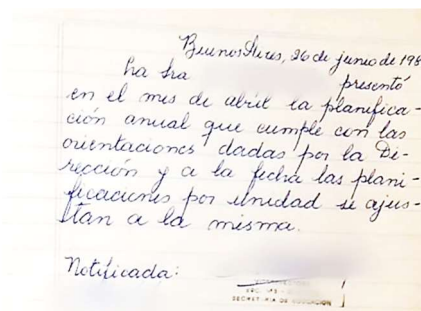 Buenos Aires, 26 de junio de 198
La Sra presentó
en el mes de abril la planifica-
ción anual que cumple con las
orientaciones dadas por la Di-
rección y a la fecha las plani-
ficaciones por unidad se ajus-
tan a la misma.
Notificada:
SECRETARIA DE EDUCACION